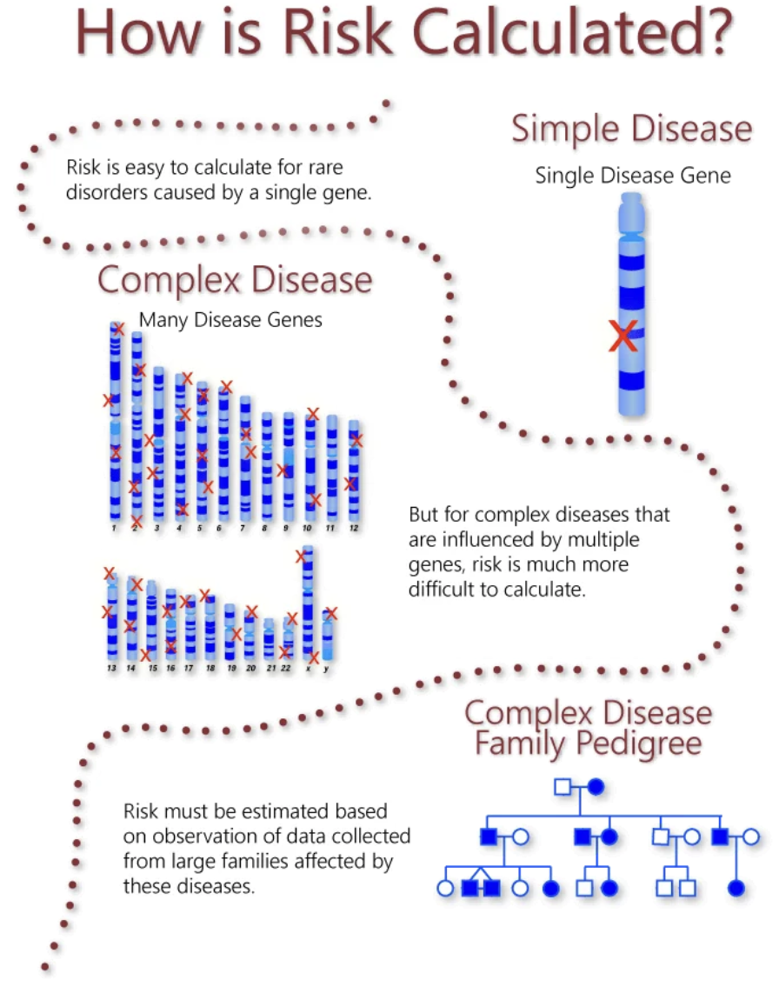 How is Risk Calculated?
Simple Disease
Single Disease Gene
Risk is easy to calculate for rare
disorders caused by a single gene.
Complex Disease
Many Disease Genes
1 2 3 4 5 6 7 8 9 10 11 12
13 14 15 16 17 18 19 20 21 22 x y
But for complex diseases that
are influenced by multiple
genes, risk is much more
difficult to calculate.
Complex Disease
Family Pedigree
Risk must be estimated based
on observation of data collected
from large families affected by
these diseases.